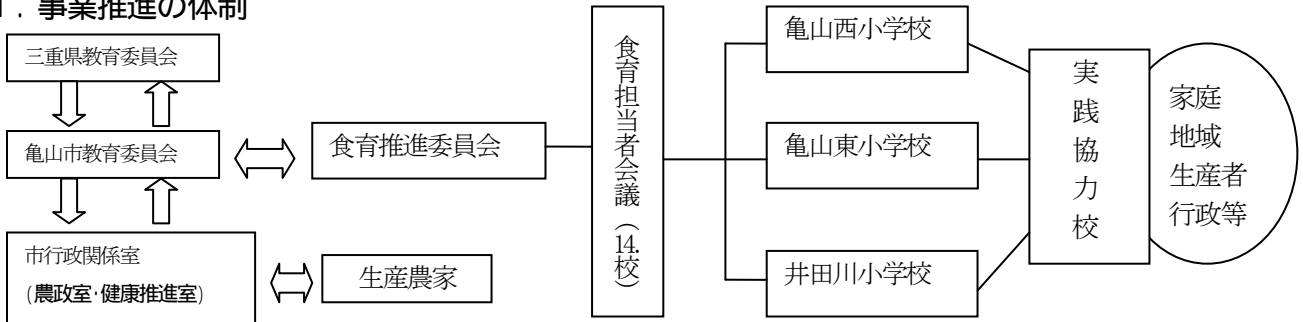 1．事業推進の体制
三重県教育委員会
亀山市教育委員会
市行政関係室
(農政室･健康推進室)
食育推進委員会
生産農家
食育担当者会議（14.校）
亀山西小学校
亀山東小学校
井田川小学校
実践協力校
家庭
地域
生産者
行政等